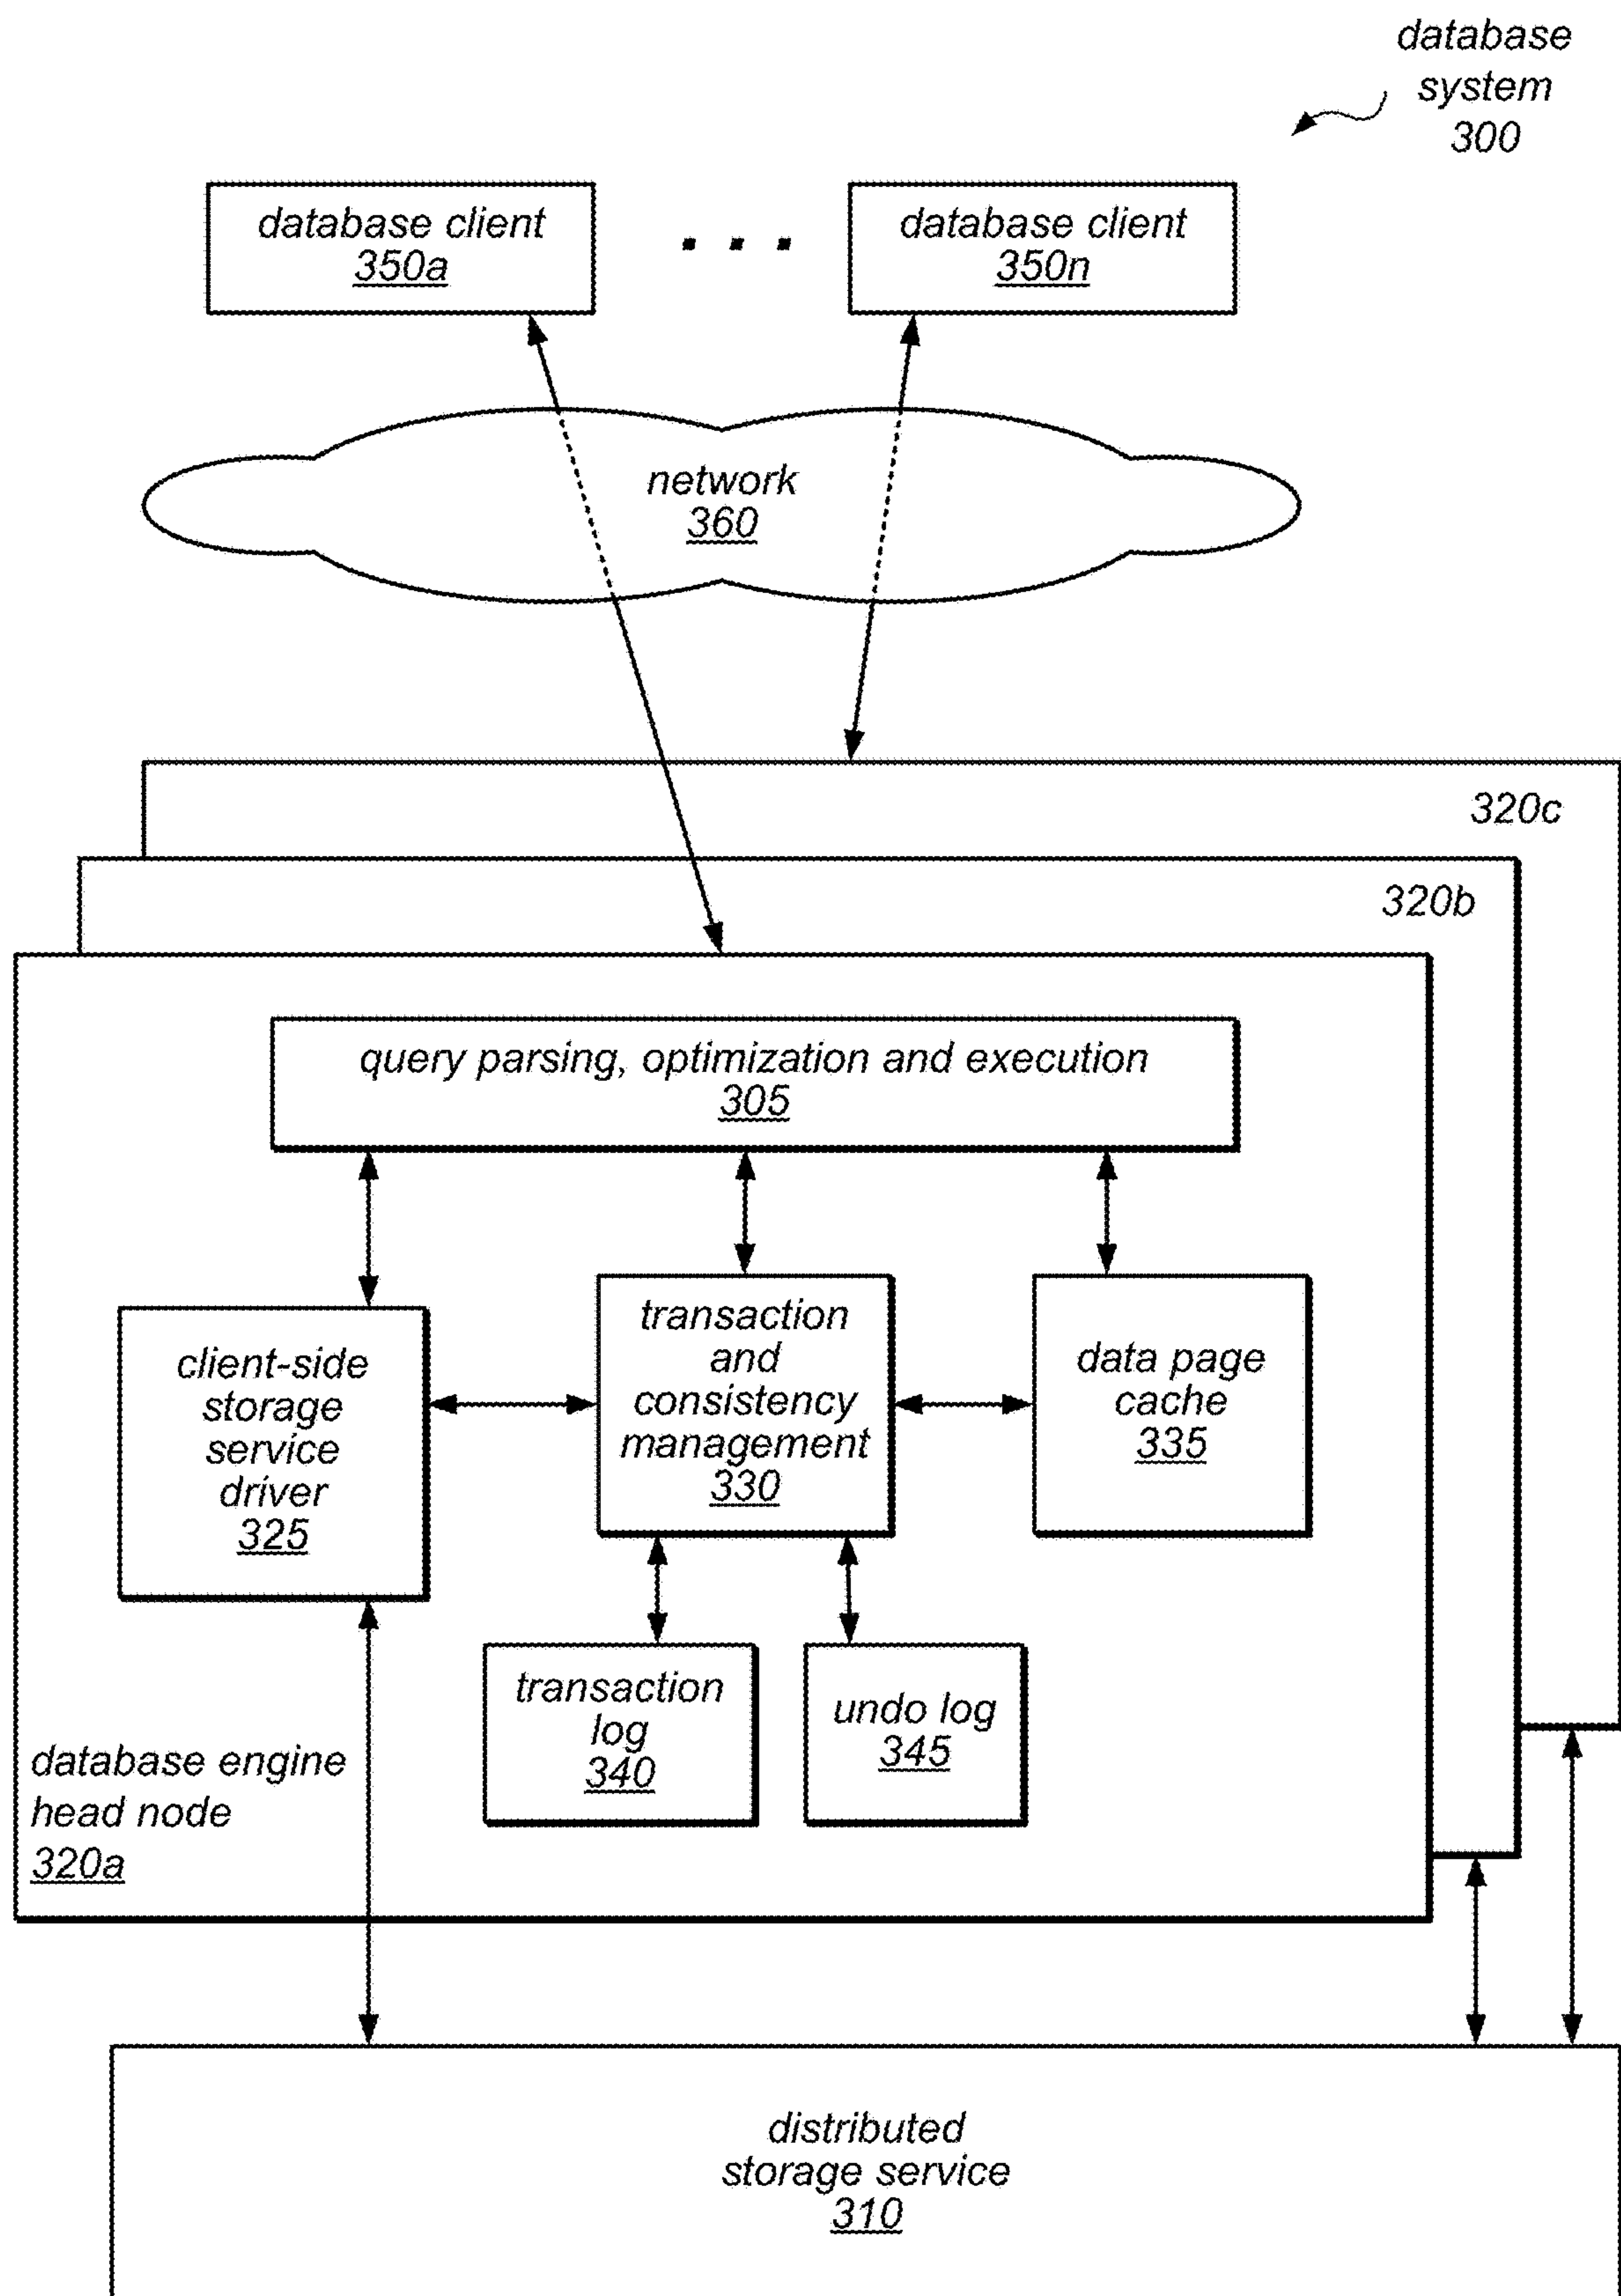 database
system
300
database client
350a
. . .
database client
350n
network
360
320c
320b
query parsing, optimization and execution
305
client-side
storage
service
driver
325
transaction
and
consistency
management
330
data page
cache
335
transaction
log
340
undo log
345
database engine
head node
320a
distributed
storage service
310